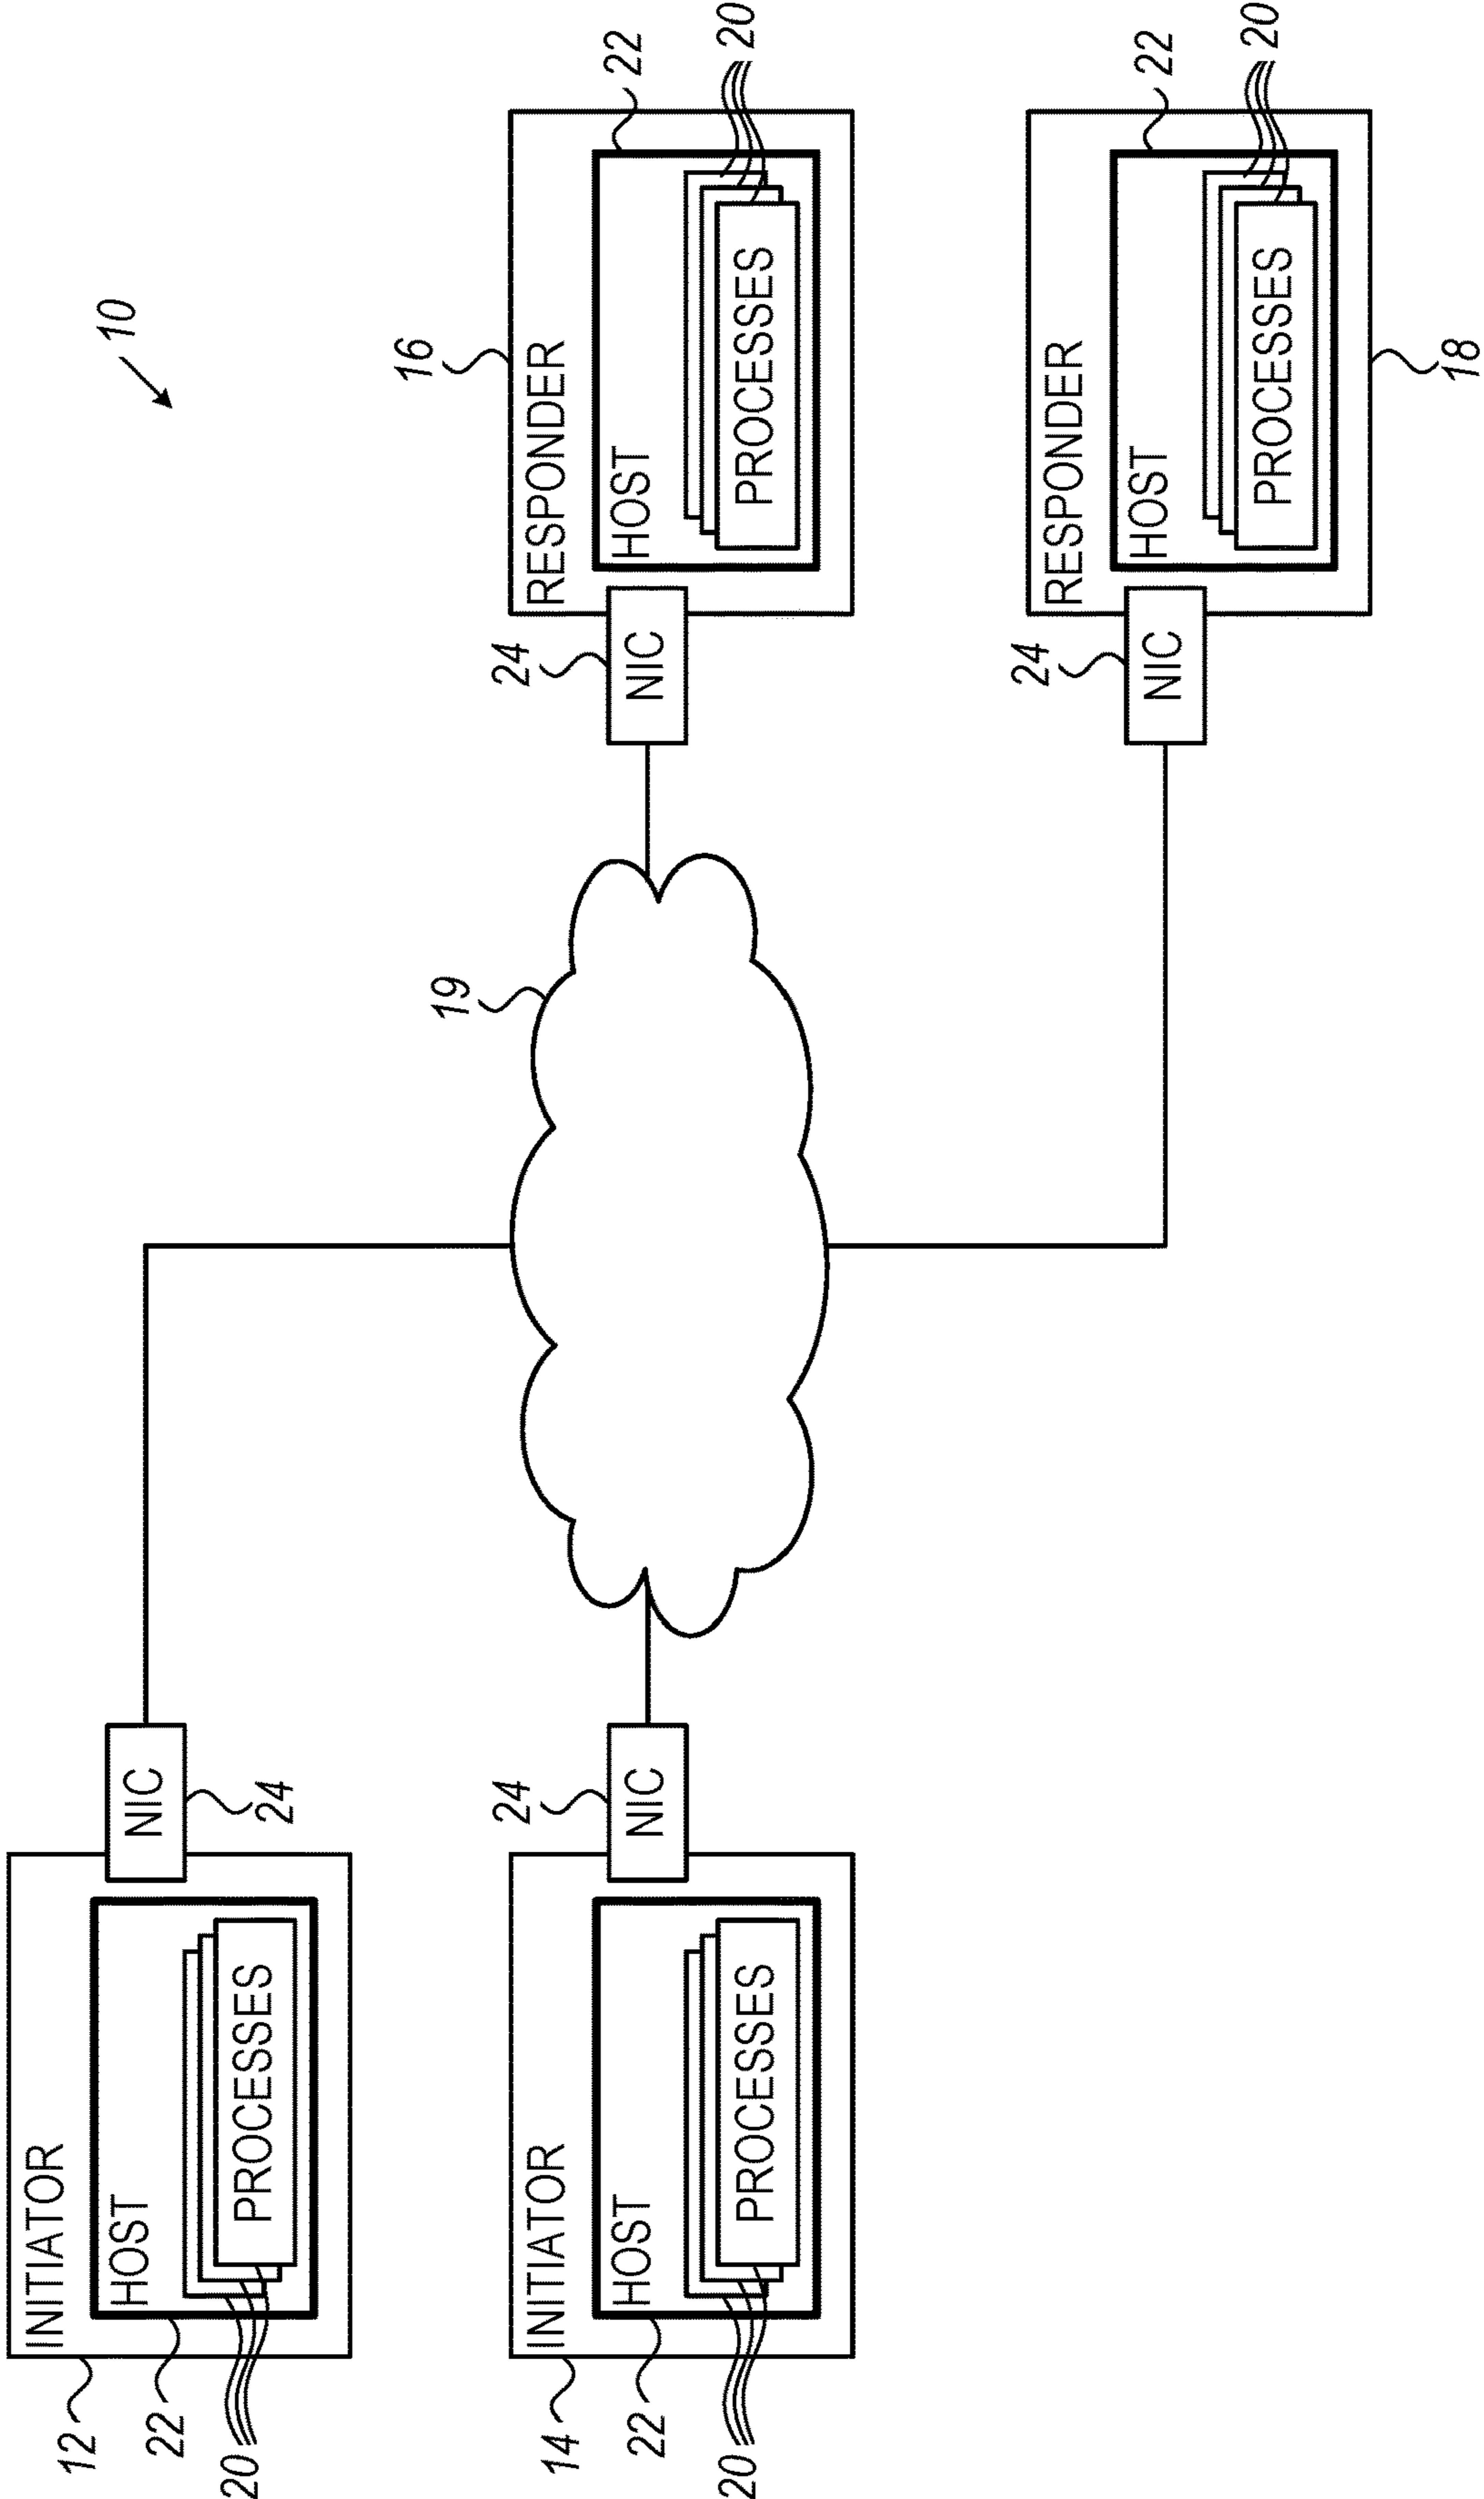 10
12
INITIATOR
22
HOST
20
PROCESSES
NIC
24
14
INITIATOR
22
HOST
20
PROCESSES
24
NIC
19
16
RESPONDER
22
HOST
20
PROCESSES
24
NIC
RESPONDER
22
HOST
20
PROCESSES
24
NIC
18